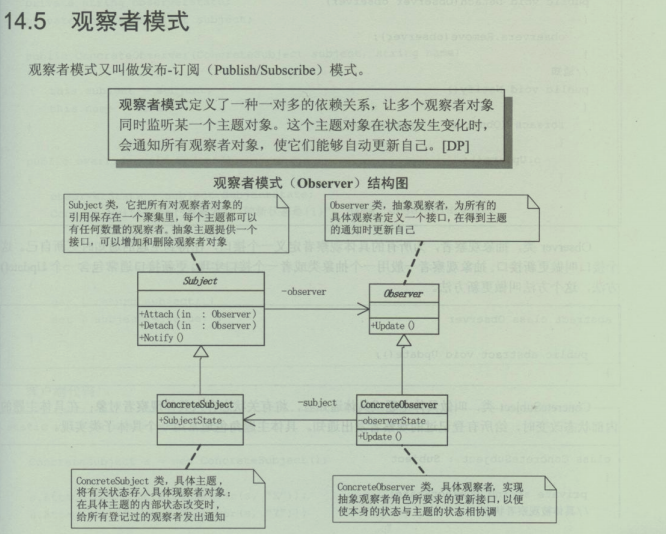 14.5 观察者模式
观察者模式又叫做发布-订阅（Publish/Subscribe）模式。
观察者模式定义了一种一对多的依赖关系，让多个观察者对象
同时监听某一个主题对象。这个主题对象在状态发生变化时，
会通知所有观察者对象，使它们能够自动更新自己。[DP]
观察者模式（Observer）结构图
Subject 类，它把所有对观察者对象的
引用保存在一个聚集里，每个主题都可以
有任何数量的观察者。抽象主题提供一个
接口，可以增加和删除观察者对象
Observer 类，抽象观察者，为所有的
具体观察者定义一个接口，在得到主题
的通知时更新自己
Subject
+Attach(in : Observer)
+Detach(in : Observer)
+Notify()
-observer
Observer
+Update()
ConcreteSubject
+SubjectState
-subject
ConcreteObserver
-observerState
+Update()
ConcreteSubject 类，具体主题，
将有关状态存入具体观察者对象；
在具体主题的内部状态改变时，
给所有登记过的观察者发出通知
ConcreteObserver 类，具体观察者，实现
抽象观察者角色所要求的更新接口，以便
使本身的状态与主题的状态相协调